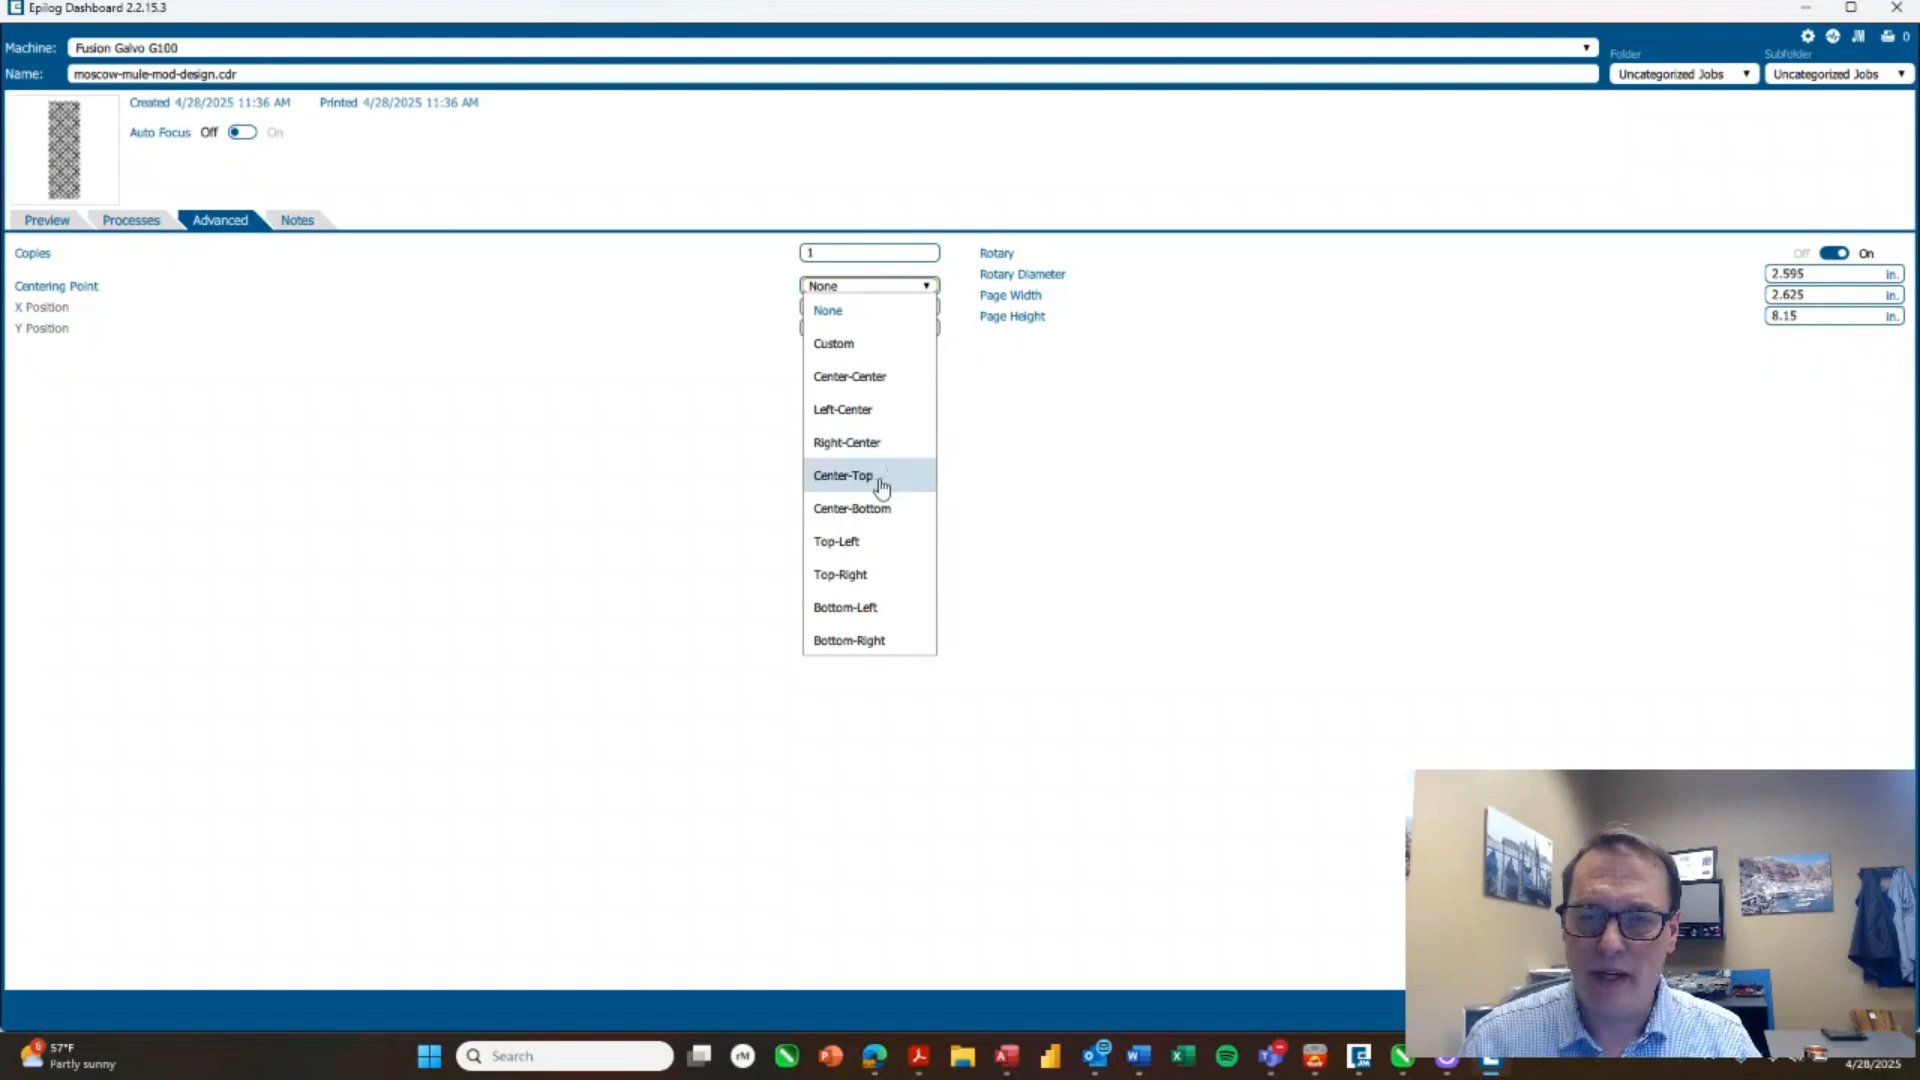 Epilog Dashboard 2.2.15.3
Machine: Fusion Galvo G100
0
Folder Subfolder
Name: moscow-mule-mod-design.cdr Uncategorized Jobs Uncategorized Jobs
Created 4/28/2025 11:36 AM Printed 4/28/2025 11:36 AM
Auto Focus Off On
Preview Processes Advanced Notes
Copies 1 Rotary Off On
Rotary Diameter 2.595 in.
Centering Point None Page Width 2.625 in.
X Position
Page Height 8.15 in.
Y Position
None
Custom
Center-Center
Left-Center
Right-Center
Center-Top
Center-Bottom
Top-Left
Top-Right
Bottom-Left
Bottom-Right
6 57°F
Partly sunny
Search
rM
4/28/2025